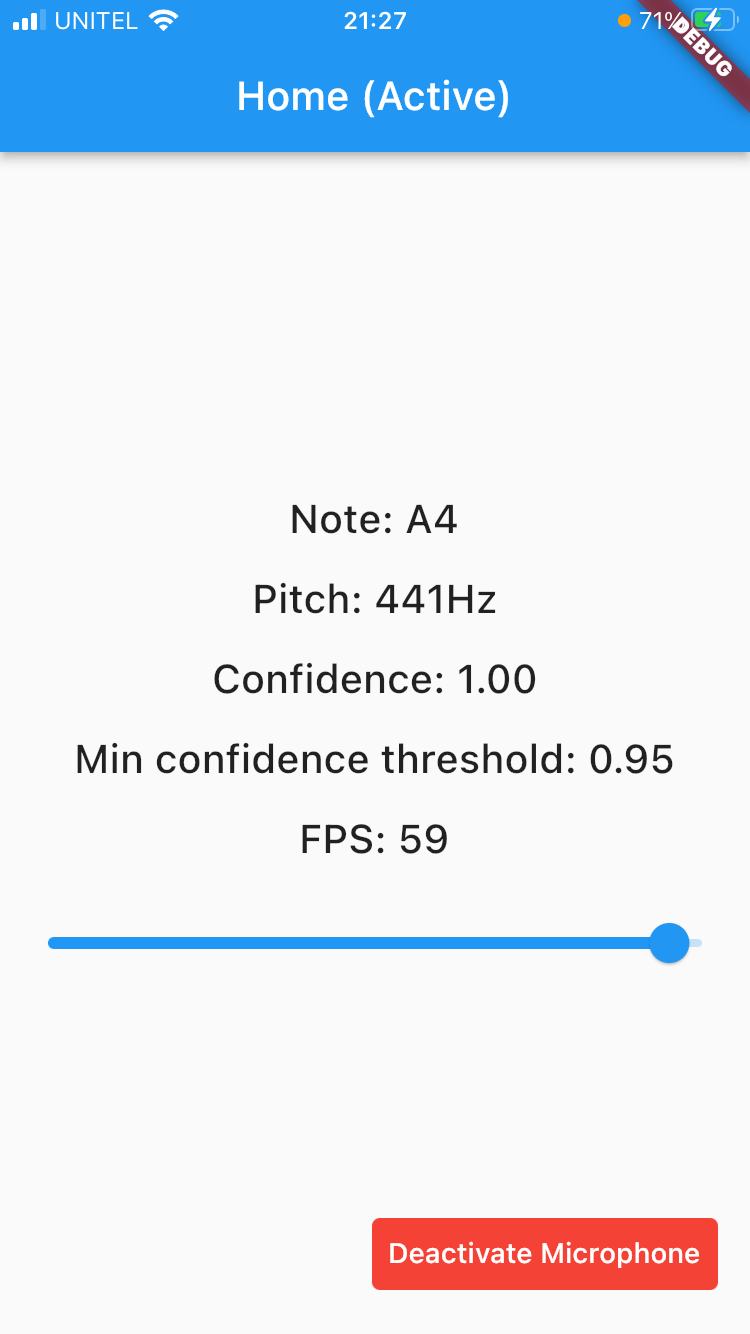 UNITEL 21:27 71%
DEBUG
Home (Active)
Note: A4
Pitch: 441Hz
Confidence: 1.00
Min confidence threshold: 0.95
FPS: 59
Deactivate Microphone